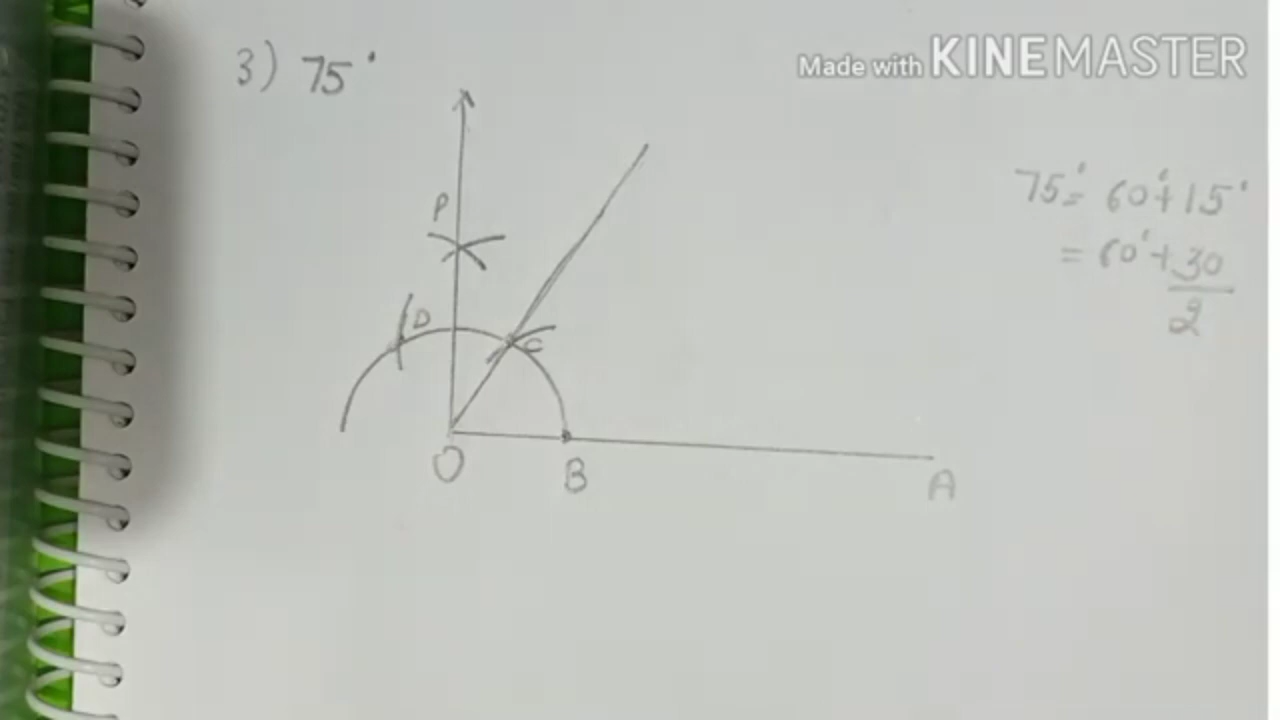 3) 75°
Made with KINEMASTER
75°= 60°+15°
= 60°+30
2
P
D
C
O
B
A